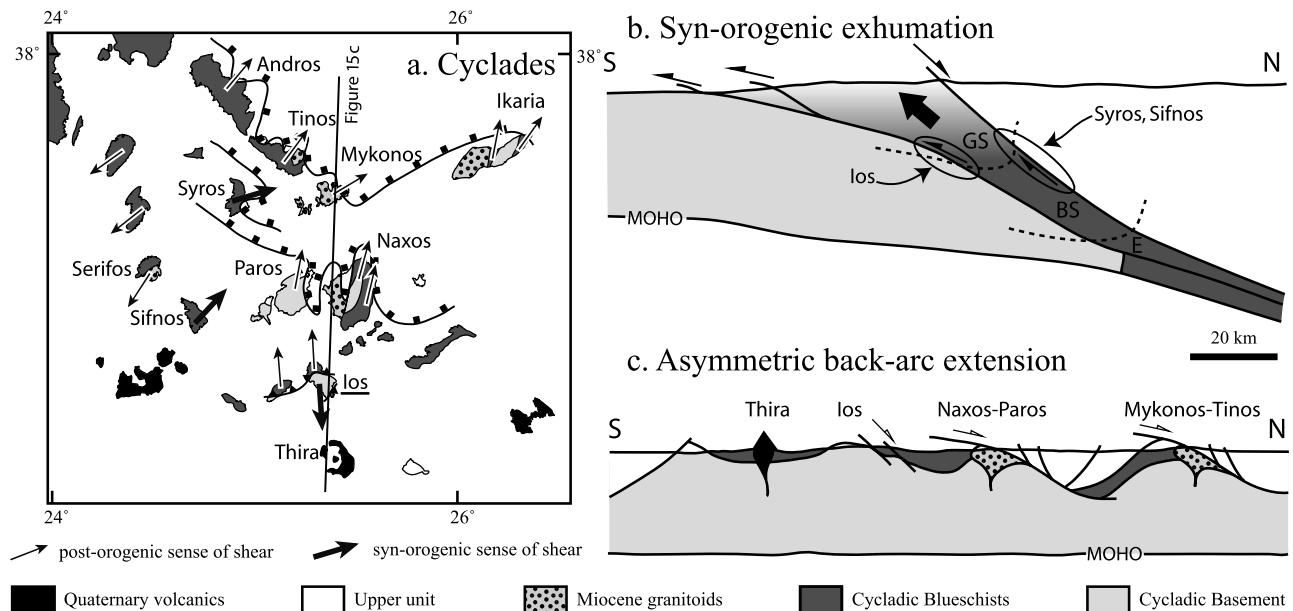 24°
26°
38°
38°
a. Cyclades
Figure 15c
Andros
Ikaria
Tinos
Mykonos
Syros
Naxos
Paros
Serifos
Sifnos
Ios
Thira
24°
26°
post-orogenic sense of shear
syn-orogenic sense of shear
b. Syn-orogenic exhumation
S
N
Syros, Sifnos
GS
Ios
BS
MOHO
E
20 km
c. Asymmetric back-arc extension
Thira
Ios
Naxos-Paros
Mykonos-Tinos
S
N
MOHO
Quaternary volcanics
Upper unit
Miocene granitoids
Cycladic Blueschists
Cycladic Basement